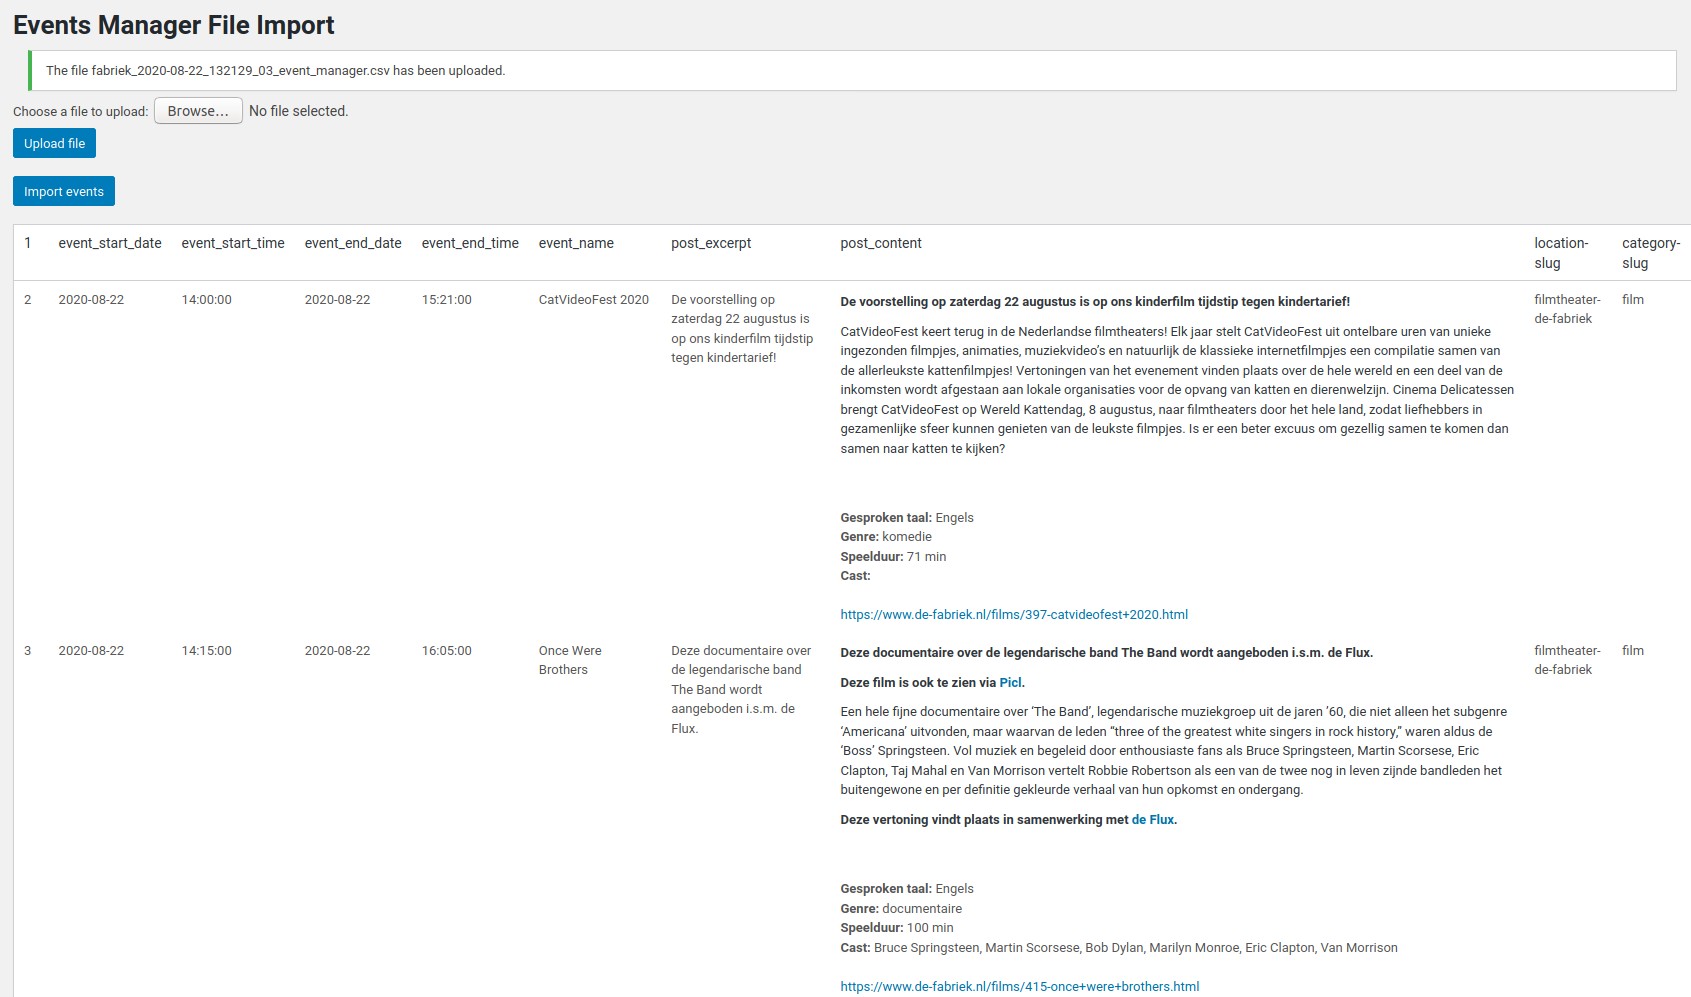 Events Manager File Import
The file fabriek_2020-08-22_132129_03_event_manager.csv has been uploaded.
Choose a file to upload: Browse... No file selected.
Upload file
Import events
1 event_start_date event_start_time event_end_date event_end_time event_name post_excerpt post_content location-slug category-slug
2 2020-08-22 14:00:00 2020-08-22 15:21:00 CatVideoFest 2020
De voorstelling op
zaterdag 22 augustus is
op ons kinderfilm tijdstip
tegen kindertarief!
De voorstelling op zaterdag 22 augustus is op ons kinderfilm tijdstip tegen kindertarief!
CatVideoFest keert terug in de Nederlandse filmtheaters! Elk jaar stelt CatVideoFest uit ontelbare uren van unieke
ingezonden filmpjes, animaties, muziekvideo’s en natuurlijk de klassieke internetfilmpjes een compilatie samen van
de allerleukste kattenfilmpjes! Vertoningen van het evenement vinden plaats over de hele wereld en een deel van de
inkomsten wordt afgestaan aan lokale organisaties voor de opvang van katten en dierenwelzijn. Cinema Delicatessen
brengt CatVideoFest op Wereld Kattendag, 8 augustus, naar filmtheaters door het hele land, zodat liefhebbers in
gezamenlijke sfeer kunnen genieten van de leukste filmpjes. Is er een beter excuus om gezellig samen te komen dan
samen naar katten te kijken?
Gesproken taal: Engels
Genre: komedie
Speelduur: 71 min
Cast:
https://www.de-fabriek.nl/films/397-catvideofest+2020.html
filmtheater-
de-fabriek
film
3 2020-08-22 14:15:00 2020-08-22 16:05:00
Once Were
Brothers
Deze documentaire over
de legendarische band
The Band wordt
aangeboden i.s.m. de
Flux.
Deze documentaire over de legendarische band The Band wordt aangeboden i.s.m. de Flux.
Deze film is ook te zien via Picl.
Een hele fijne documentaire over ‘The Band’, legendarische muziekgroep uit de jaren ’60, die niet alleen het subgenre
‘Americana’ uitvonden, maar waarvan de leden “three of the greatest white singers in rock history,” waren aldus de
‘Boss’ Springsteen. Vol muziek en begeleid door enthousiaste fans als Bruce Springsteen, Martin Scorsese, Eric
Clapton, Taj Mahal en Van Morrison vertelt Robbie Robertson als een van de twee nog in leven zijnde bandleden het
buitengewone en per definitie gekleurde verhaal van hun opkomst en ondergang.
Deze vertoning vindt plaats in samenwerking met de Flux.
Gesproken taal: Engels
Genre: documentaire
Speelduur: 100 min
Cast: Bruce Springsteen, Martin Scorsese, Bob Dylan, Marilyn Monroe, Eric Clapton, Van Morrison
https://www.de-fabriek.nl/films/415-once+were+brothers.html
filmtheater-
de-fabriek
film